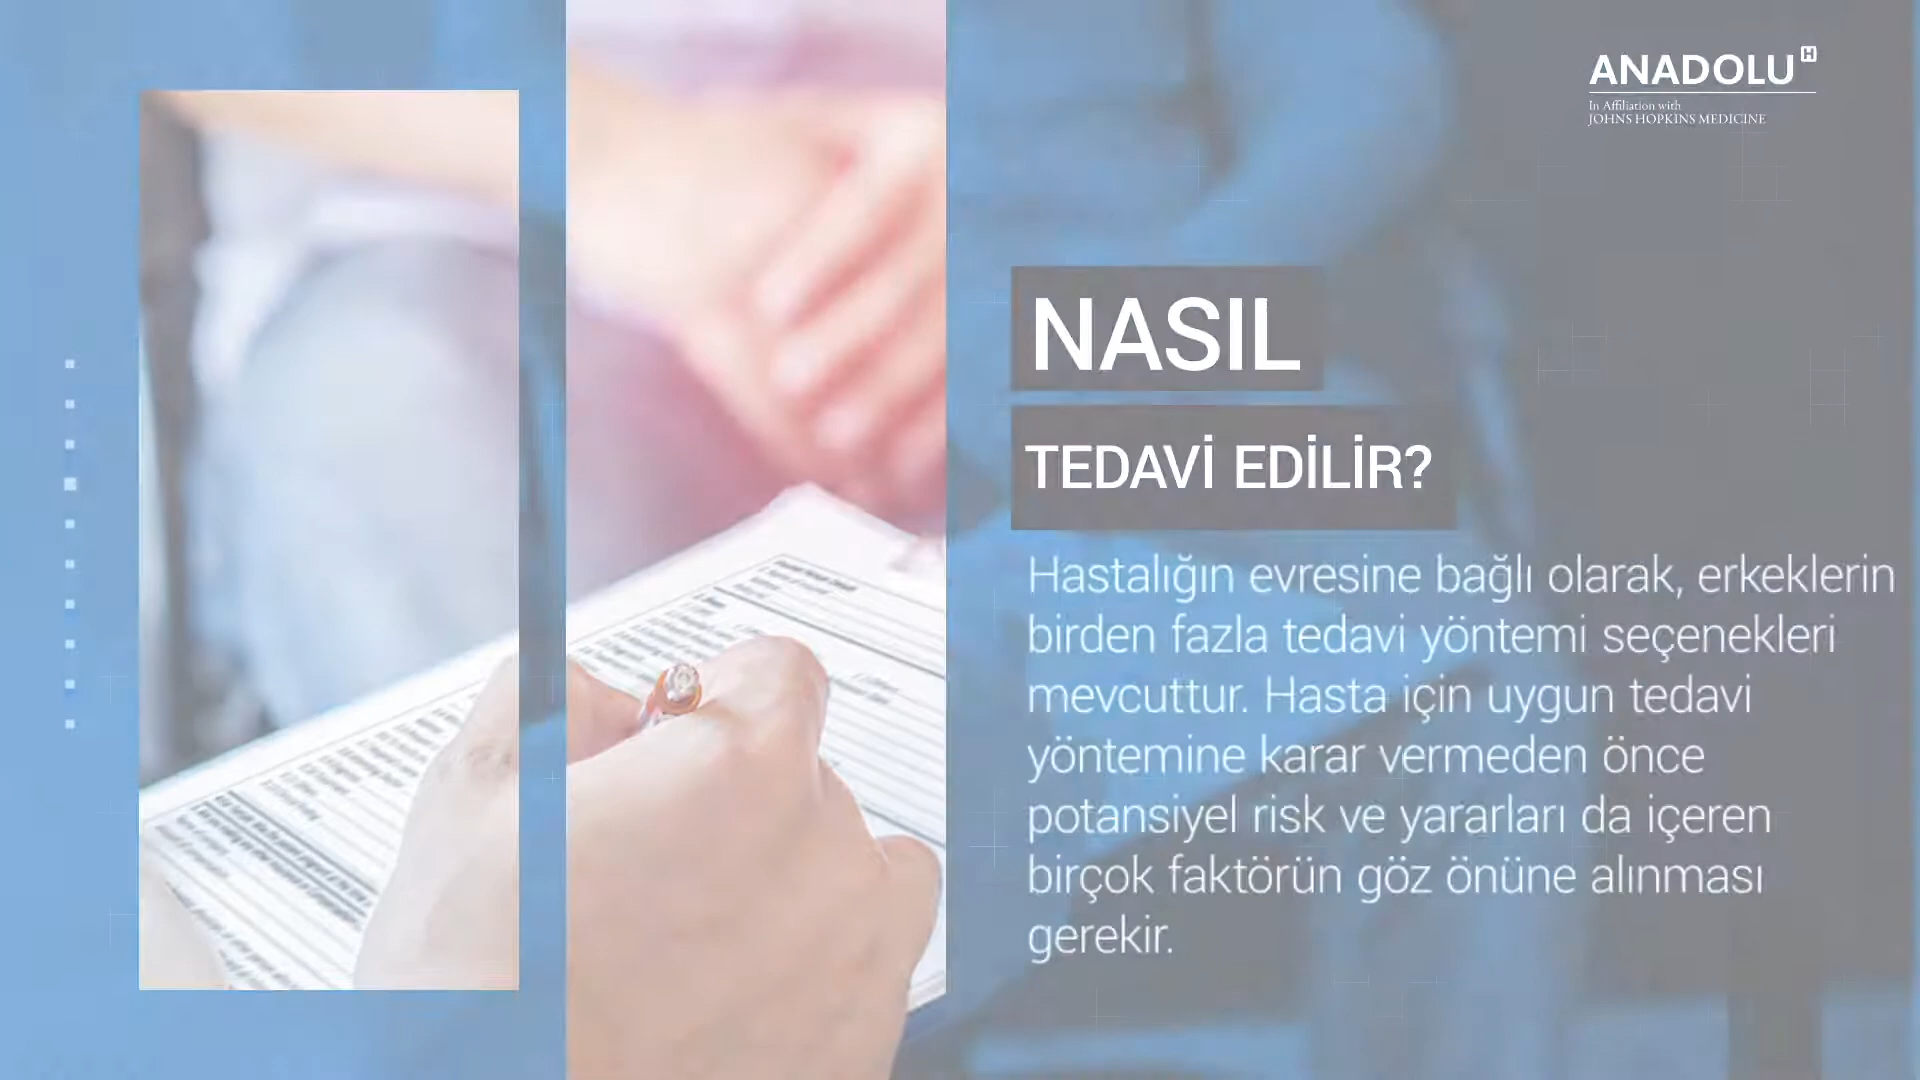 ANADOLU
In Affiliation with
JOHNS HOPKINS MEDICINE
NASIL
TEDAVİ EDİLİR?
Hastalığın evresine bağlı olarak, erkeklerin
birden fazla tedavi yöntemi seçenekleri
mevcuttur. Hasta için uygun tedavi
yöntemine karar vermeden önce
potansiyel risk ve yararları da içeren
birçok faktörün göz önüne alınması
gerekir.